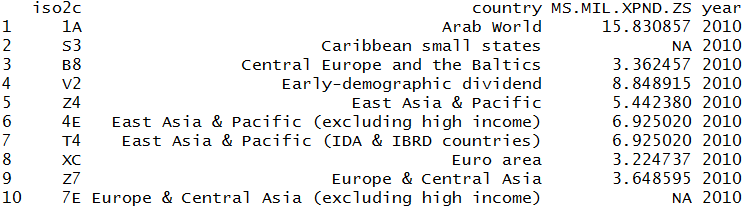 iso2c country MS.MIL.XPND.ZS year
1 1A Arab World 15.830857 2010
2 S3 Caribbean small states NA 2010
3 B8 Central Europe and the Baltics 3.362457 2010
4 V2 Early-demographic dividend 8.848915 2010
5 Z4 East Asia & Pacific 5.442380 2010
6 4E East Asia & Pacific (excluding high income) 6.925020 2010
7 T4 East Asia & Pacific (IDA & IBRD countries) 6.925020 2010
8 XC Euro area 3.224737 2010
9 Z7 Europe & Central Asia 3.648595 2010
10 7E Europe & Central Asia (excluding high income) NA 2010